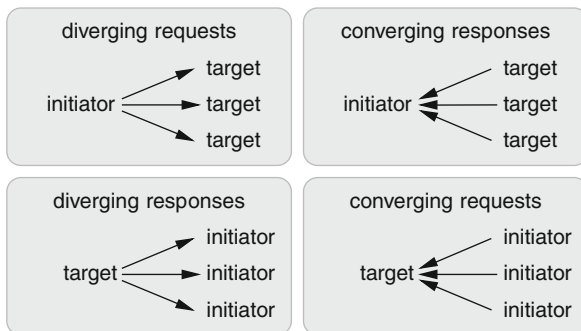 diverging requests
initiator
target
target
target
converging responses
initiator
target
target
target
diverging responses
target
initiator
initiator
initiator
converging requests
target
initiator
initiator
initiator